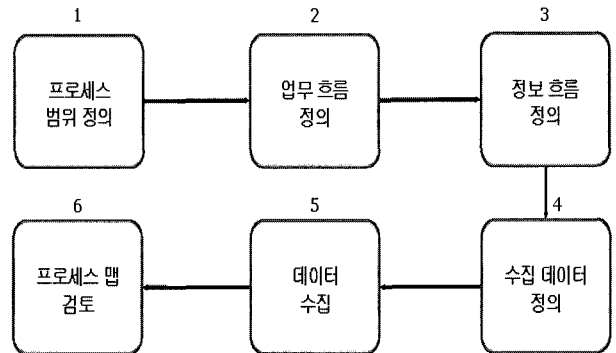 1
프로세스
범위 정의
2
업무 흐름
정의
3
정보 흐름
정의
4
수집 데이터
정의
5
데이터
수집
6
프로세스 맵
검토